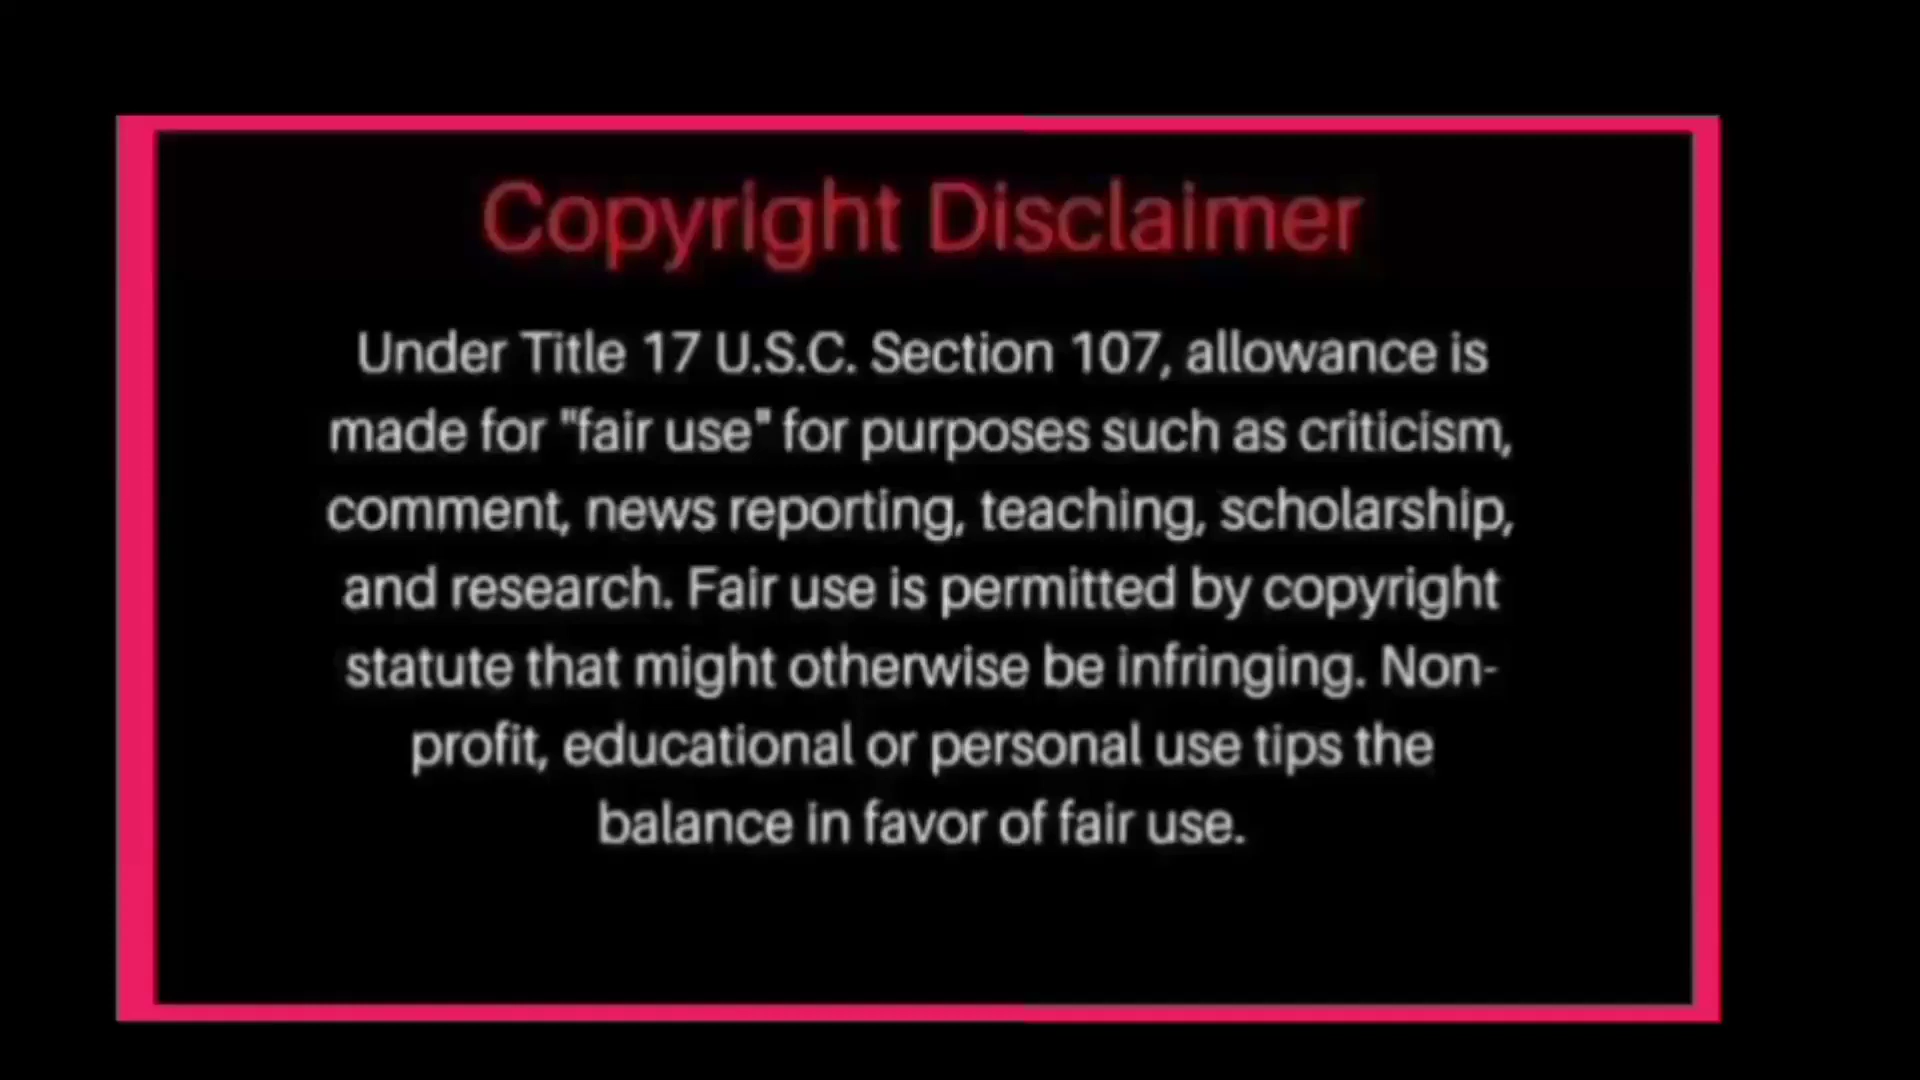 Copyright Disclaimer
Under Title 17 U.S.C. Section 107, allowance is
made for "fair use" for purposes such as criticism,
comment, news reporting, teaching, scholarship,
and research. Fair use is permitted by copyright
statute that might otherwise be infringing. Non-
profit, educational or personal use tips the
balance in favor of fair use.